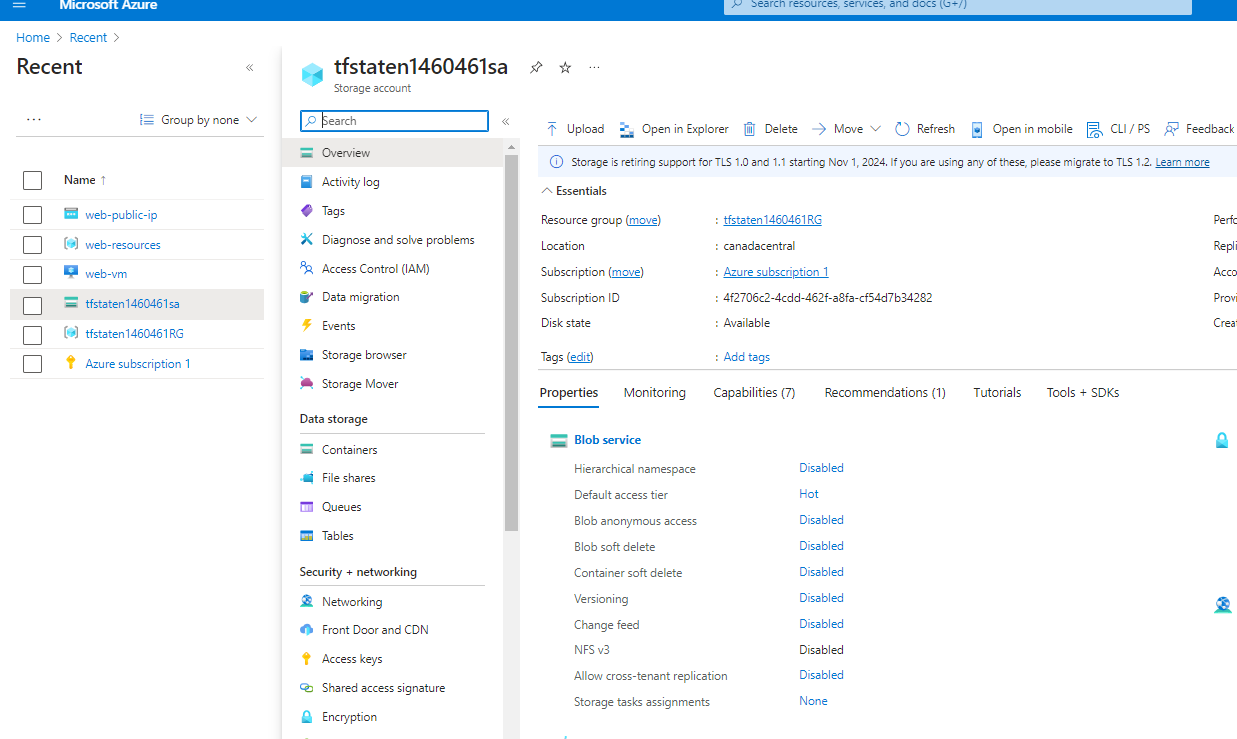 Microsoft Azure
Search resources, services, and docs (G+/)
Home > Recent >
Recent
«
...
Group by none
Name ↑
web-public-ip
web-resources
web-vm
tfstaten1460461sa
tfstaten1460461RG
Azure subscription 1
tfstaten1460461sa
...
Storage account
Search
«
Overview
Activity log
Tags
Diagnose and solve problems
Access Control (IAM)
Data migration
Events
Storage browser
Storage Mover
Data storage
Containers
File shares
Queues
Tables
Security + networking
Networking
Front Door and CDN
Access keys
Shared access signature
Encryption
Upload Open in Explorer Delete Move Refresh Open in mobile CLI / PS Feedback
Storage is retiring support for TLS 1.0 and 1.1 starting Nov 1, 2024. If you are using any of these, please migrate to TLS 1.2. Learn more
Essentials
Resource group (move) : tfstaten1460461RG Perfo
Location : canadacentral Repli
Subscription (move) : Azure subscription 1 Acco
Subscription ID : 4f2706c2-4cdd-462f-a8fa-cf54d7b34282 Provi
Disk state : Available Creat
Tags (edit) : Add tags
Properties Monitoring Capabilities (7) Recommendations (1) Tutorials Tools + SDKs
Blob service
Hierarchical namespace Disabled
Default access tier Hot
Blob anonymous access Disabled
Blob soft delete Disabled
Container soft delete Disabled
Versioning Disabled
Change feed Disabled
NFS v3 Disabled
Allow cross-tenant replication Disabled
Storage tasks assignments None